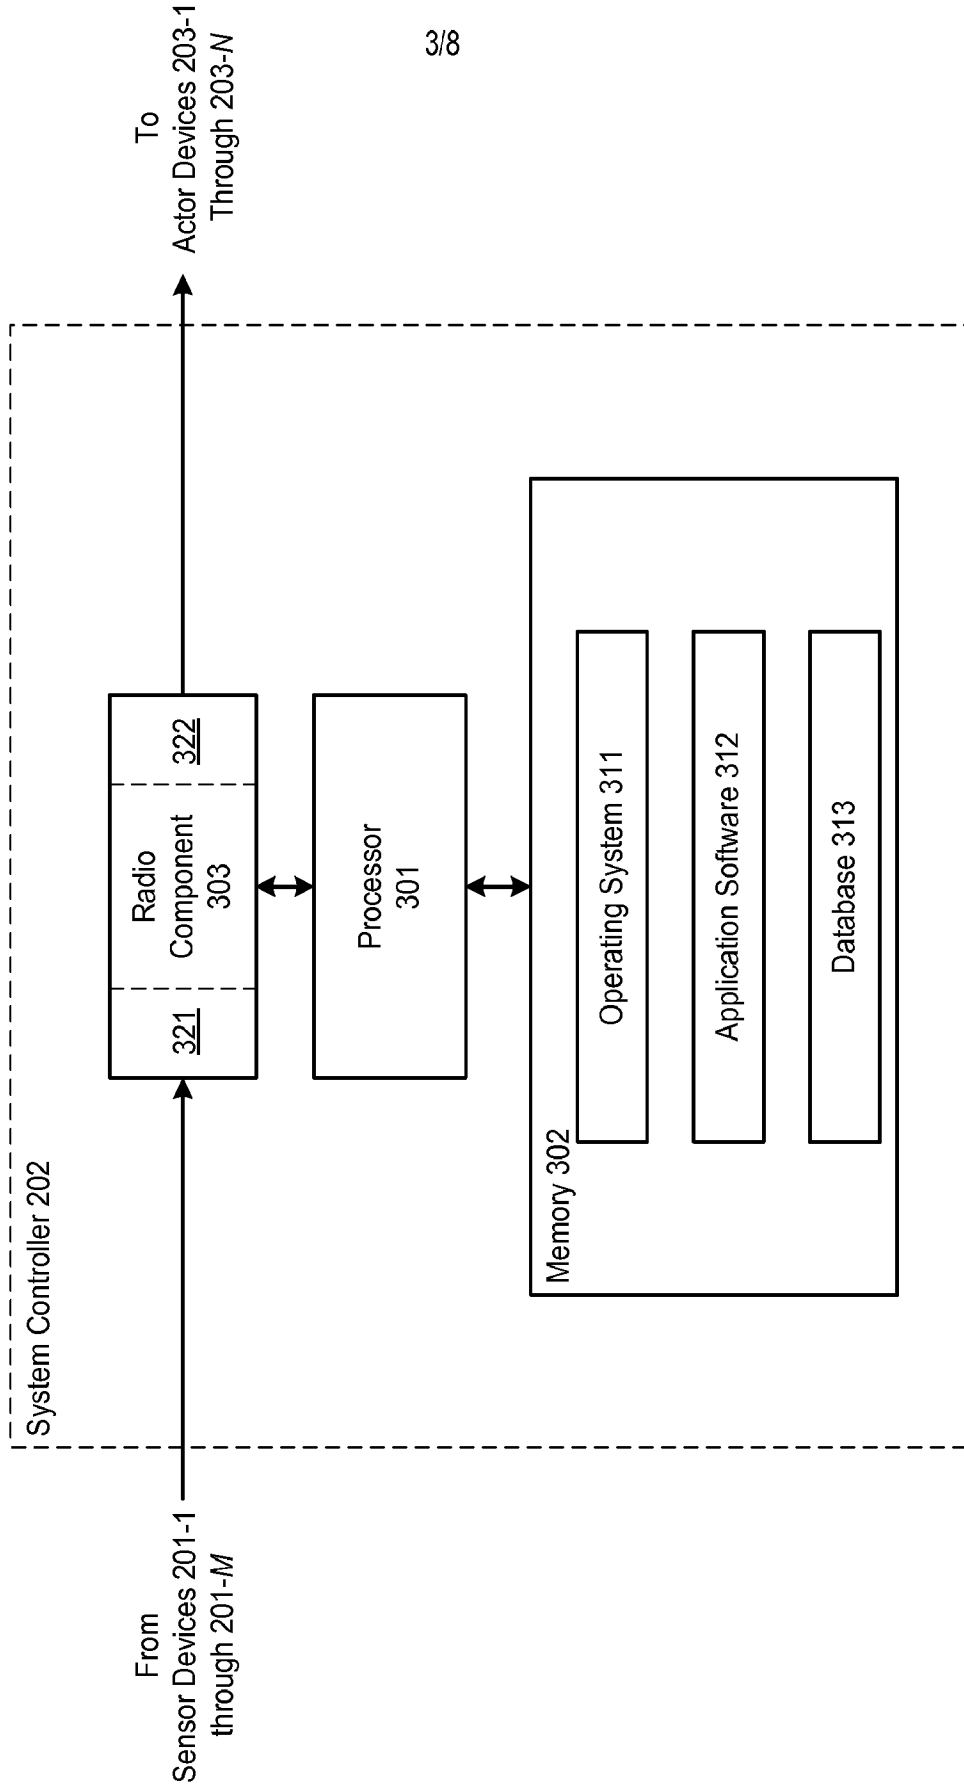 3/8
System Controller 202
From
Sensor Devices 201-1
through 201-M
321
Radio
Component
303
322
To
Actor Devices 203-1
Through 203-N
Processor
301
Memory 302
Operating System 311
Application Software 312
Database 313